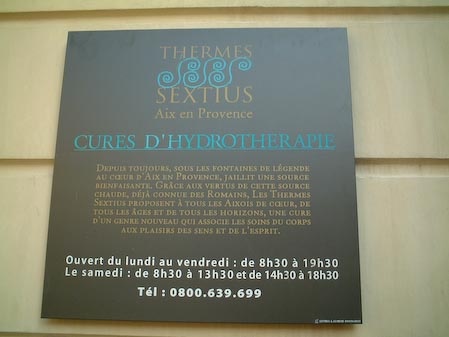 THERMES
SEXTIUS
Aix en Provence
CURES D'HYDROTHERAPIE
DEPUIS TOUJOURS, SOUS LES FONTAINES DE LÉGENDE
AU CŒUR D'AIX EN PROVENCE, JAILLIT UNE SOURCE
BIENFAISANTE. GRÂCE AUX VERTUS DE CETTE SOURCE
CHAUDE, DÉJÀ CONNUE DES ROMAINS, LES THERMES
SEXTIUS PROPOSENT À TOUS LES AIXOIS DE CŒUR, DE
TOUS LES ÂGES ET DE TOUS LES HORIZONS, UNE CURE
D'UN GENRE NOUVEAU QUI ASSOCIE LES SOINS DU CORPS
AUX PLAISIRS DES SENS ET DE L'ESPRIT.
Ouvert du lundi au vendredi : de 8h30 à 19h30
Le samedi : de 8h30 à 13h30 et de 14h30 à 18h30
Tél : 0800.639.699